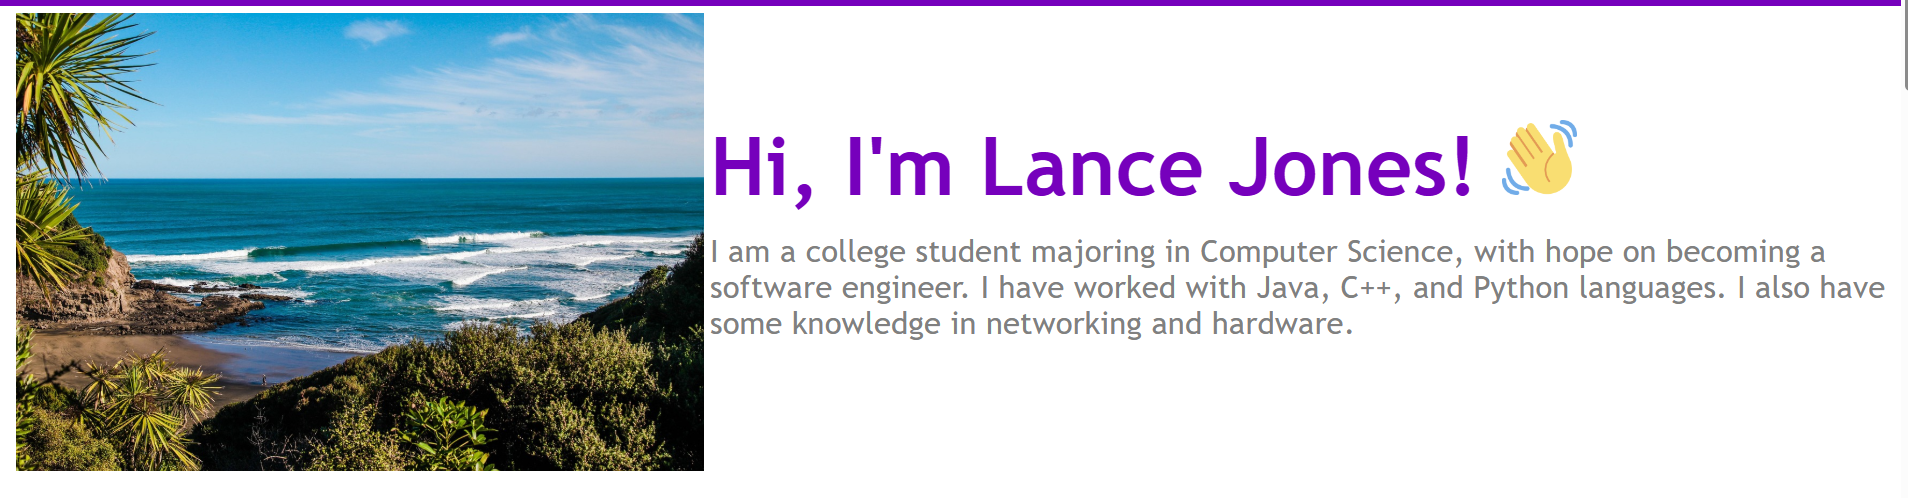 Hi, I'm Lance Jones! 👋
I am a college student majoring in Computer Science, with hope on becoming a
software engineer. I have worked with Java, C++, and Python languages. I also have
some knowledge in networking and hardware.